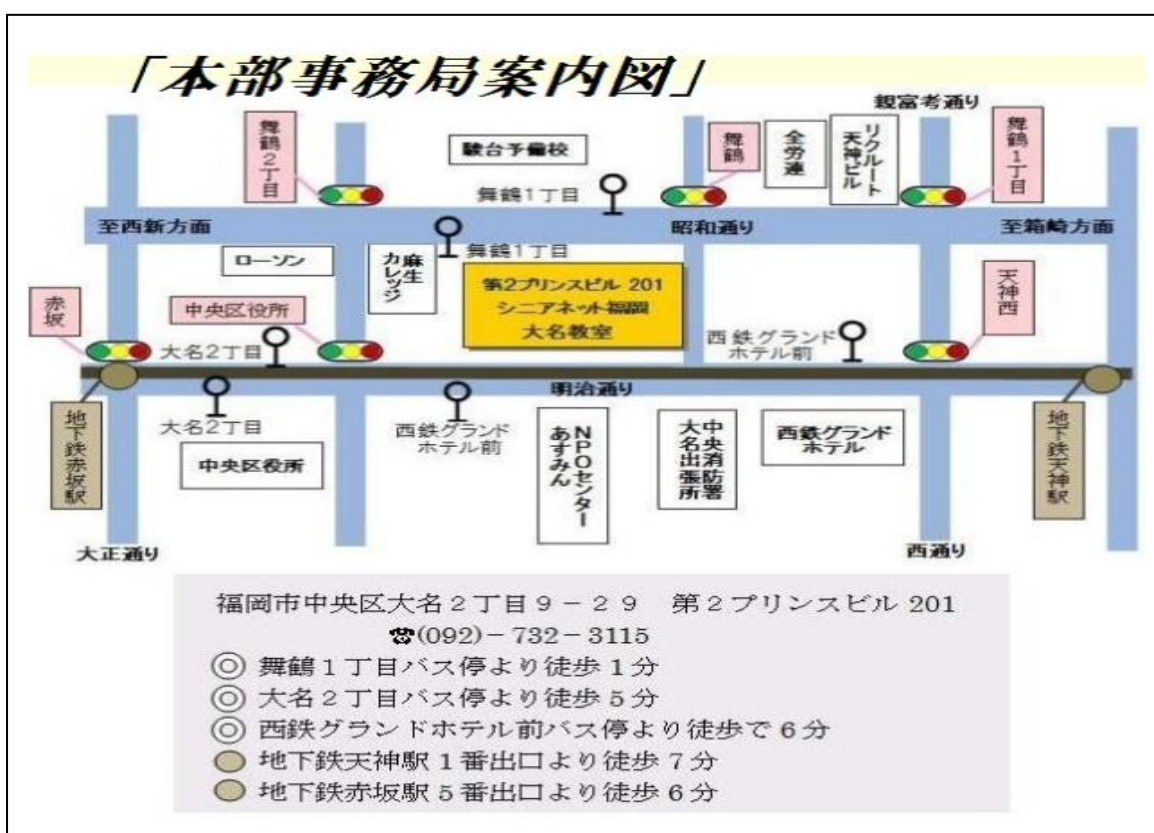 「本部事務局案内図」
親富考通り
舞鶴2丁目
駿台予備校
舞鶴
全労連
リクルート
天神ビル
舞鶴1丁目
舞鶴1丁目
至西新方面
昭和通り
至箱崎方面
舞鶴1丁目
ローソン
麻生
カレッジ
第2プリンスビル 201
シニアネット福岡
大名教室
赤坂
中央区役所
天神西
大名2丁目
西鉄グランド
ホテル前
明治通り
大名2丁目
西鉄グランド
ホテル前
地下鉄赤坂駅
中央区役所
NPOセンター
あすみん
中央消防署
大名出張所
西鉄グランド
ホテル
地下鉄天神駅
大正通り
西通り
福岡市中央区大名2丁目9-29 第2プリンスビル 201
☎(092)-732-3115
◎ 舞鶴1丁目バス停より徒歩1分
◎ 大名2丁目バス停より徒歩5分
◎ 西鉄グランドホテル前バス停より徒歩で6分
● 地下鉄天神駅1番出口より徒歩7分
● 地下鉄赤坂駅5番出口より徒歩6分